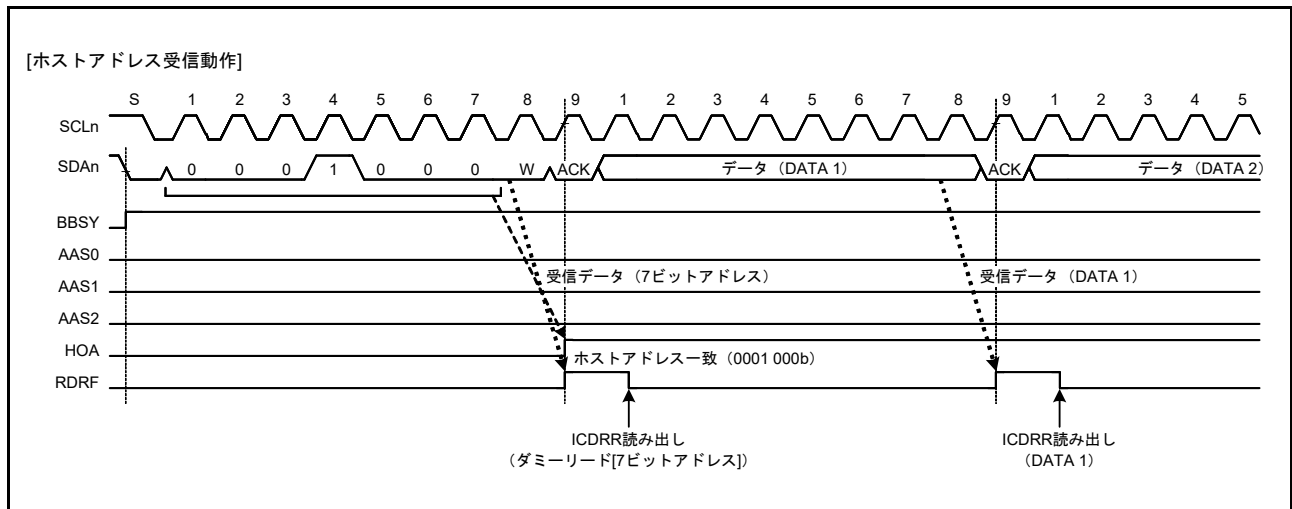 [ホストアドレス受信動作]
S 1 2 3 4 5 6 7 8 9 1 2 3 4 5 6 7 8 9 1 2 3 4 5
SCLn
SDAn 0 0 0 1 0 0 0 W ACK データ（DATA 1） ACK データ（DATA 2）
BBSY
AAS0
受信データ（7ビットアドレス） 受信データ（DATA 1）
AAS1
AAS2
HOA
ホストアドレス一致（0001 000b）
RDRF
ICDRR読み出し ICDRR読み出し
（ダミーリード[7ビットアドレス]） （DATA 1）